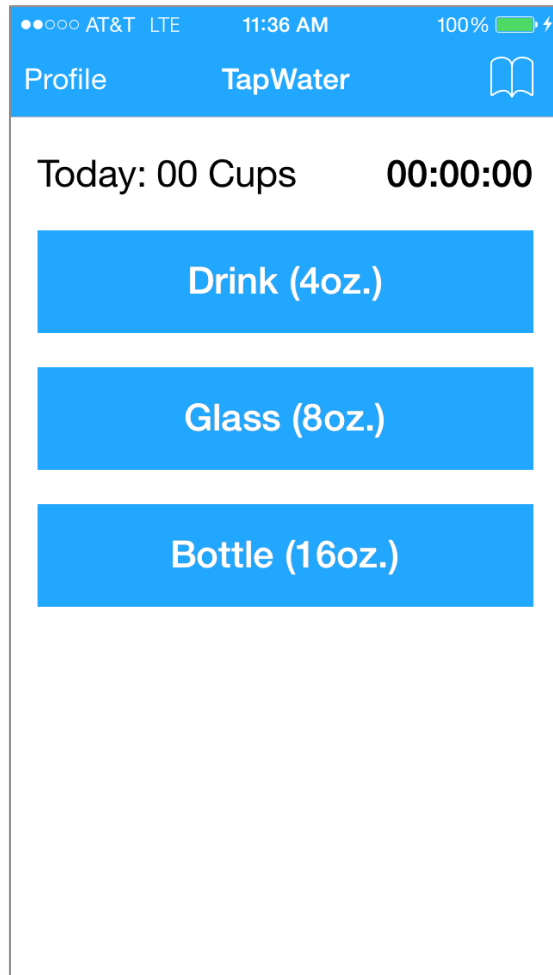 AT&T LTE 11:36 AM 100%
Profile TapWater
Today: 00 Cups 00:00:00
Drink (4oz.)
Glass (8oz.)
Bottle (16oz.)